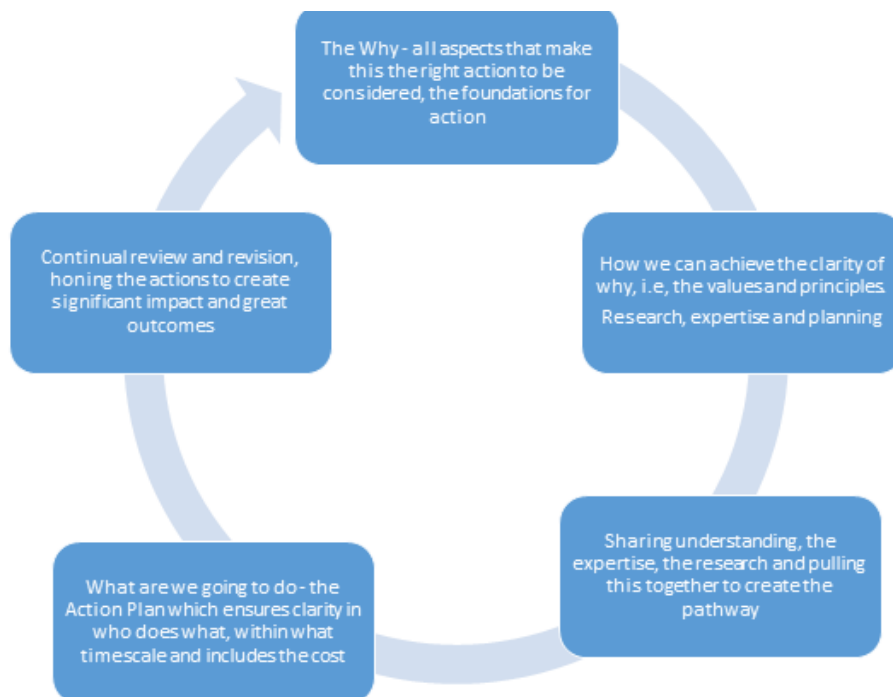 The Why - all aspects that make
this the right action to be
considered, the foundations for
action
How we can achieve the clarity of
why, i.e, the values and principles.
Research, expertise and planning
Sharing understanding, the
expertise, the research and pulling
this together to create the
pathway
What are we going to do - the
Action Plan which ensures clarity in
who does what, within what
timescale and includes the cost
Continual review and revision,
honing the actions to create
significant impact and great
outcomes